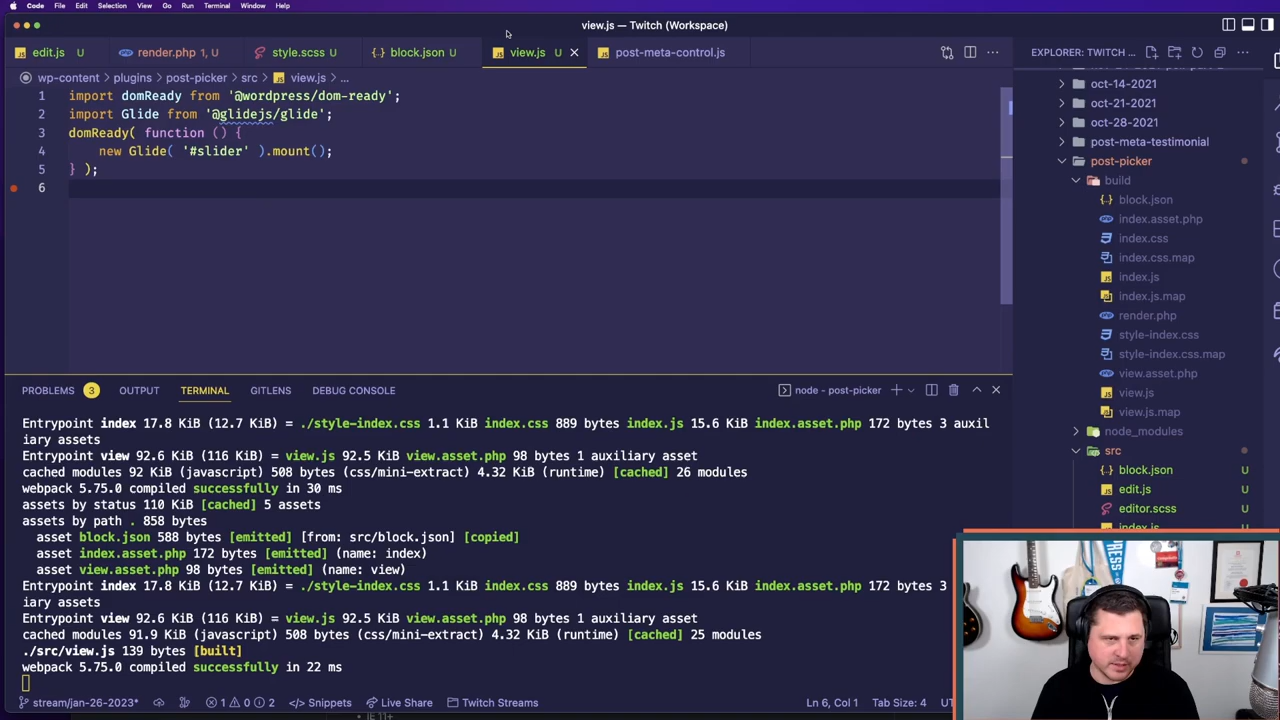 Code File Edit Selection View Go Run Terminal Window Help
view.js — Twitch (Workspace)
edit.js U
render.php 1, U
style.scss U
block.json U
view.js U
post-meta-control.js
EXPLORER: TWITCH ...
wp-content > plugins > post-picker > src > view.js > ...
1 import domReady from '@wordpress/dom-ready';
2 import Glide from '@glidejs/glide';
3 domReady( function () {
4 new Glide( '#slider' ).mount();
5 } );
6
oct-14-2021
oct-21-2021
oct-28-2021
post-meta-testimonial
post-picker
build
block.json
index.asset.php
index.css
index.css.map
index.js
index.js.map
render.php
style-index.css
style-index.css.map
view.asset.php
view.js
view.js.map
node_modules
src
block.json U
edit.js U
editor.scss U
index.js
PROBLEMS 3 OUTPUT TERMINAL GITLENS DEBUG CONSOLE
node - post-picker
Entrypoint index 17.8 KiB (12.7 KiB) = ./style-index.css 1.1 KiB index.css 889 bytes index.js 15.6 KiB index.asset.php 172 bytes 3 auxil
iary assets
Entrypoint view 92.6 KiB (116 KiB) = view.js 92.5 KiB view.asset.php 98 bytes 1 auxiliary asset
cached modules 92 KiB (javascript) 508 bytes (css/mini-extract) 4.32 KiB (runtime) [cached] 26 modules
webpack 5.75.0 compiled successfully in 30 ms
assets by status 110 KiB [cached] 5 assets
assets by path . 858 bytes
asset block.json 588 bytes [emitted] [from: src/block.json] [copied]
asset index.asset.php 172 bytes [emitted] (name: index)
asset view.asset.php 98 bytes [emitted] (name: view)
Entrypoint index 17.8 KiB (12.7 KiB) = ./style-index.css 1.1 KiB index.css 889 bytes index.js 15.6 KiB index.asset.php 172 bytes 3
iary assets
Entrypoint view 92.6 KiB (116 KiB) = view.js 92.5 KiB view.asset.php 98 bytes 1 auxiliary asset
cached modules 91.9 KiB (javascript) 508 bytes (css/mini-extract) 4.32 KiB (runtime) [cached] 25 modules
./src/view.js 139 bytes [built]
webpack 5.75.0 compiled successfully in 22 ms
stream/jan-26-2023* 1 0 2 </> Snippets Live Share Twitch Streams Ln 6, Col 1 Tab Size: 4